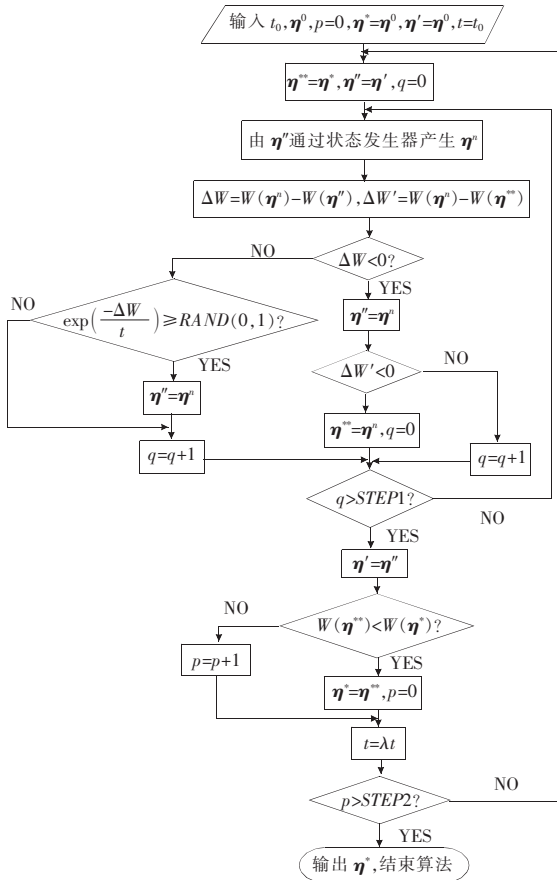 输入 t₀,η⁰,p=0,η*=η⁰,η′=η⁰,t=t₀
η**=η*,η″=η′,q=0
由 η″通过状态发生器产生 ηⁿ
ΔW=W(ηⁿ)-W(η″),ΔW′=W(ηⁿ)-W(η**)
NO
ΔW<0?
YES
NO
exp(-ΔW/t)≥RAND(0,1)?
η″=ηⁿ
YES
ΔW′<0
NO
η″=ηⁿ
η**=ηⁿ,q=0
q=q+1
q=q+1
q>STEP1?
NO
YES
η′=η″
NO
W(η**)<W(η*)?
YES
p=p+1
η*=η**,p=0
t=λt
NO
p>STEP2?
YES
输出 η*,结束算法